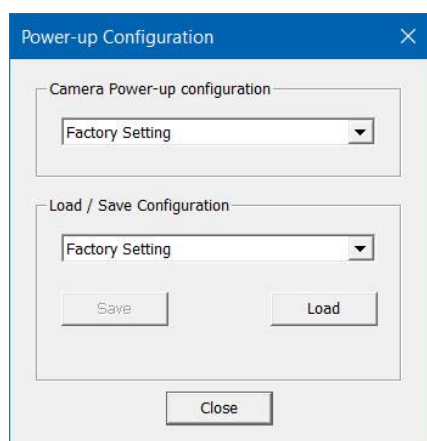 Power-up Configuration
Camera Power-up configuration
Factory Setting
Load / Save Configuration
Factory Setting
Save Load
Close